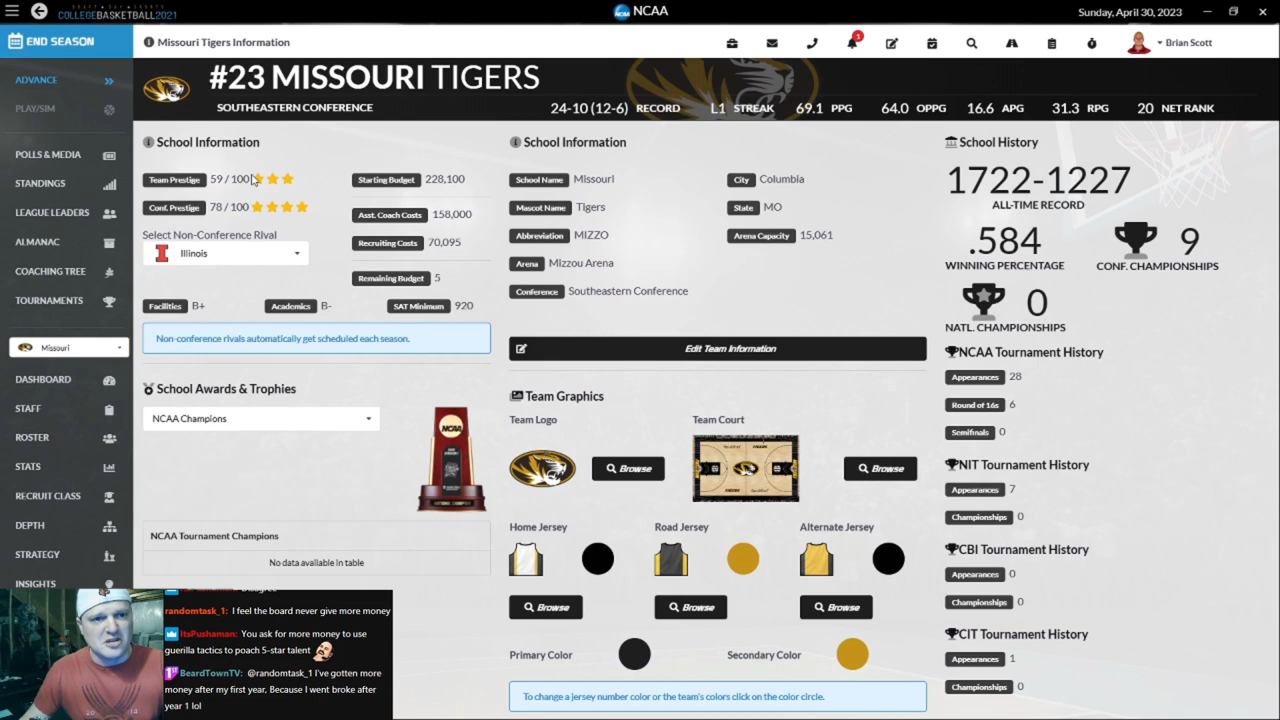 DRAFT DAY SPORTS
COLLEGEBASKETBALL2021
NCAA
Sunday, April 30, 2023
END SEASON
Missouri Tigers Information
1
Brian Scott
ADVANCE
PLAY/SIM
POLLS & MEDIA
STANDINGS
LEAGUE LEADERS
ALMANAC
COACHING TREE
TOURNAMENTS
Missouri
DASHBOARD
STAFF
ROSTER
STATS
RECRUIT CLASS
DEPTH
STRATEGY
INSIGHTS
#23 MISSOURI TIGERS
SOUTHEASTERN CONFERENCE
24-10 (12-6) RECORD L1 STREAK 69.1 PPG 64.0 OPPG 16.6 APG 31.3 RPG 20 NET RANK
School Information
Team Prestige 59 / 100
Conf. Prestige 78 / 100
Select Non-Conference Rival
Illinois
Starting Budget 228,100
Asst. Coach Costs 158,000
Recruiting Costs 70,095
Remaining Budget 5
Facilities B+ Academics B- SAT Minimum 920
Non-conference rivals automatically get scheduled each season.
School Awards & Trophies
NCAA Champions
NCAA
NCAA Tournament Champions
No data available in table
School Information
School Name Missouri
Mascot Name Tigers
Abbreviation MIZZO
Arena Mizzou Arena
Conference Southeastern Conference
City Columbia
State MO
Arena Capacity 15,061
Edit Team Information
Team Graphics
Team Logo
Browse
Team Court
Browse
Home Jersey
Road Jersey
Alternate Jersey
Browse
Browse
Browse
Primary Color
Secondary Color
To change a jersey number color or the team's colors click on the color circle.
School History
1722-1227
ALL-TIME RECORD
.584
WINNING PERCENTAGE
9
CONF. CHAMPIONSHIPS
0
NATL. CHAMPIONSHIPS
NCAA Tournament History
Appearances 28
Round of 16s 6
Semifinals 0
NIT Tournament History
Appearances 7
Championships 0
CBI Tournament History
Appearances 0
Championships 0
CIT Tournament History
Appearances 1
Championships 0
randomtask_1: I feel the board never give more money
ItsPushaman: You ask for more money to use
guerilla tactics to poach 5-star talent
BeardTownTV: @randomtask_1 I've gotten more
money after my first year, Because I went broke after
year 1 lol